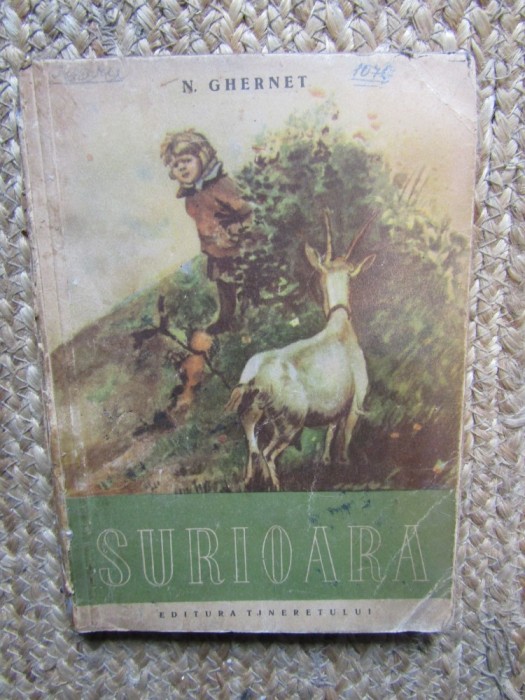 N. GHERNET
1076
SURIOARA
EDITURA TINERETULUI